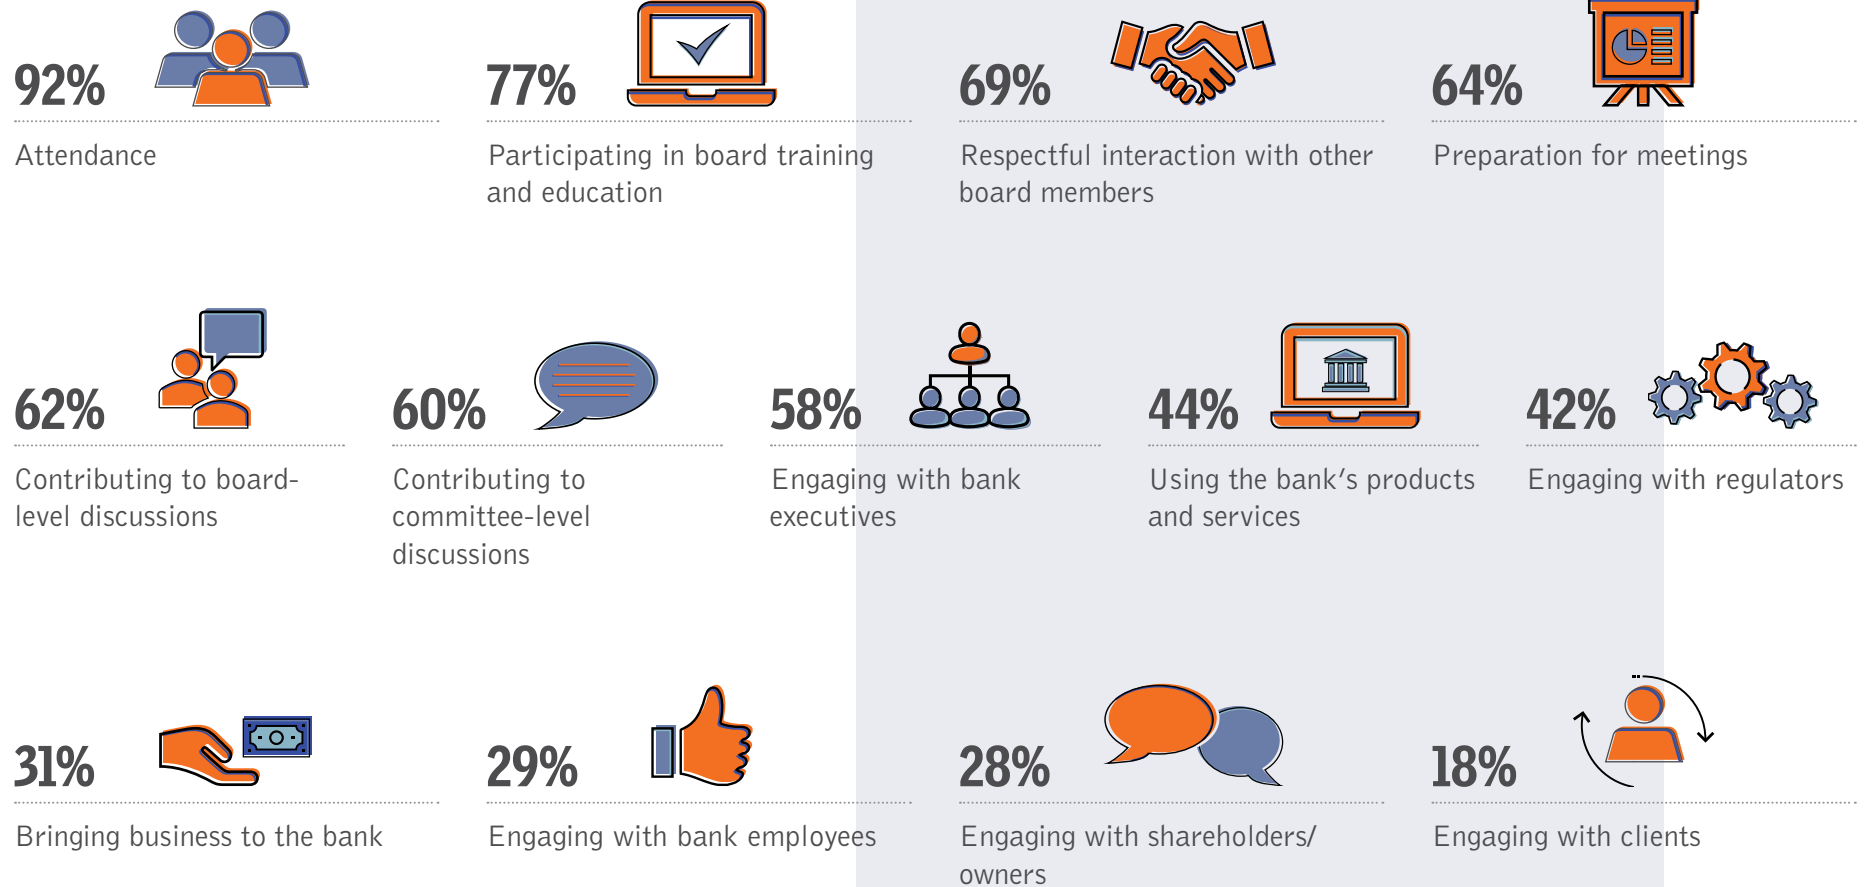 92%
Attendance
77%
Participating in board training
and education
69%
Respectful interaction with other
board members
64%
Preparation for meetings
62%
Contributing to board-
level discussions
60%
Contributing to
committee-level
discussions
58%
Engaging with bank
executives
44%
Using the bank’s products
and services
42%
Engaging with regulators
31%
Bringing business to the bank
29%
Engaging with bank employees
28%
Engaging with shareholders/
owners
18%
Engaging with clients